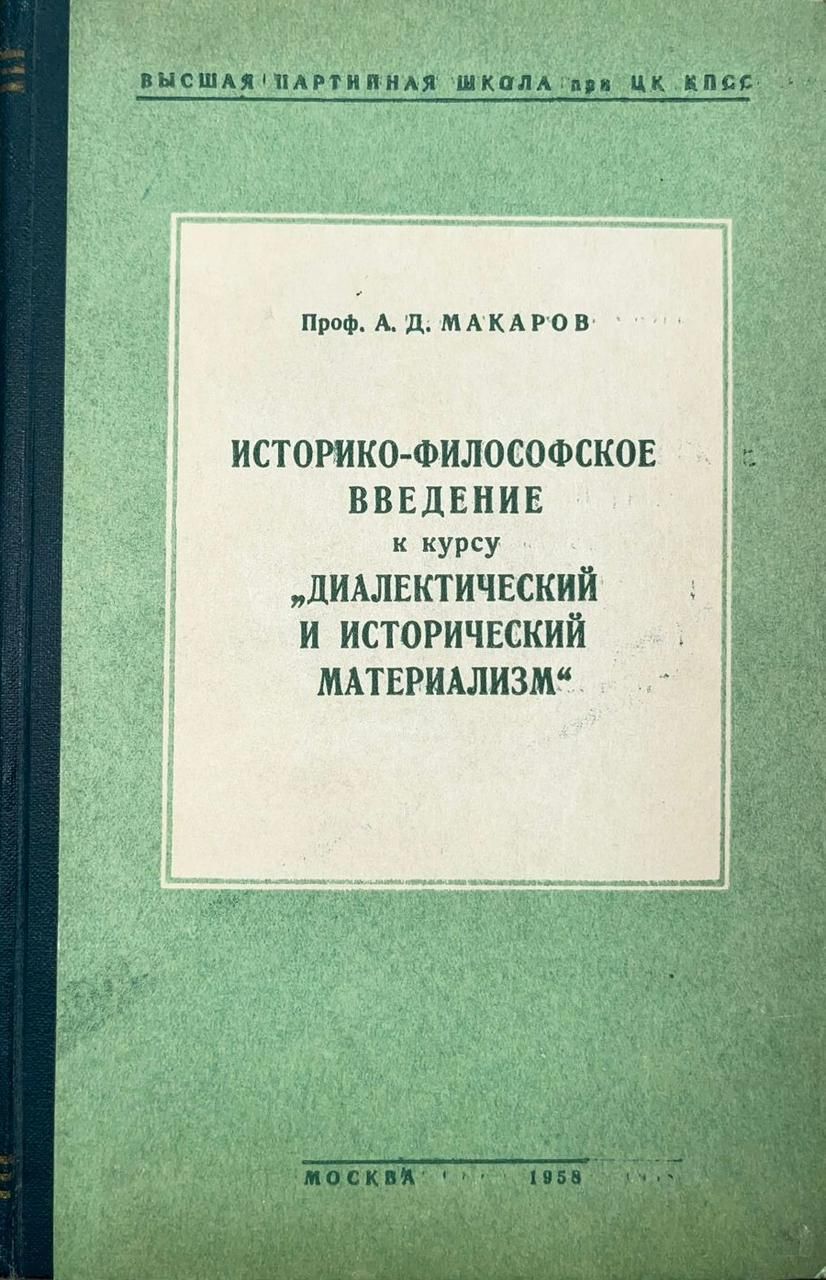 ВЫСШАЯ ПАРТИЙНАЯ ШКОЛА при ЦК КПСС
Проф. А. Д. МАКАРОВ
ИСТОРИКО-ФИЛОСОФСКОЕ
ВВЕДЕНИЕ
к курсу
„ДИАЛЕКТИЧЕСКИЙ
И ИСТОРИЧЕСКИЙ
МАТЕРИАЛИЗМ“
МОСКВА 1958